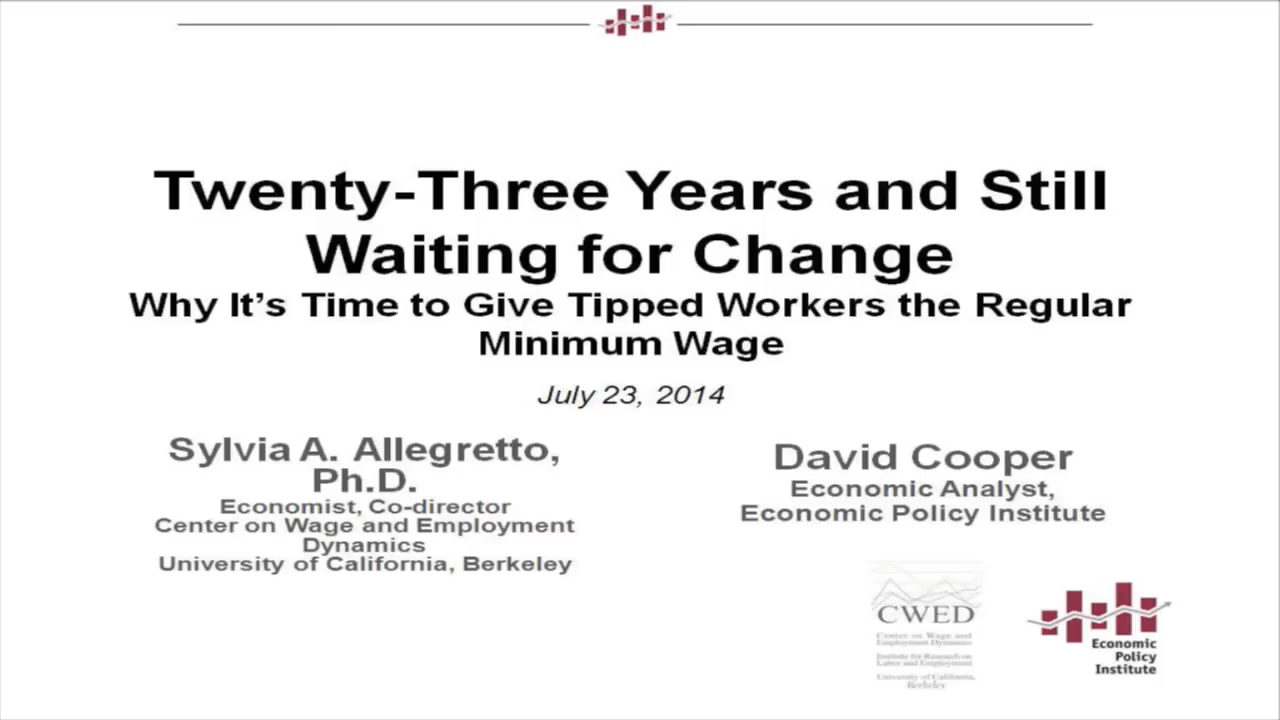 Twenty-Three Years and Still
Waiting for Change
Why It's Time to Give Tipped Workers the Regular
Minimum Wage
July 23, 2014
Sylvia A. Allegretto,
Ph.D.
Economist, Co-director
Center on Wage and Employment
Dynamics
University of California, Berkeley
David Cooper
Economic Analyst,
Economic Policy Institute
CWED
Center on Wage and
Employment Dynamics
Institute for Research on
Labor and Employment
University of California,
Berkeley
Economic
Policy
Institute